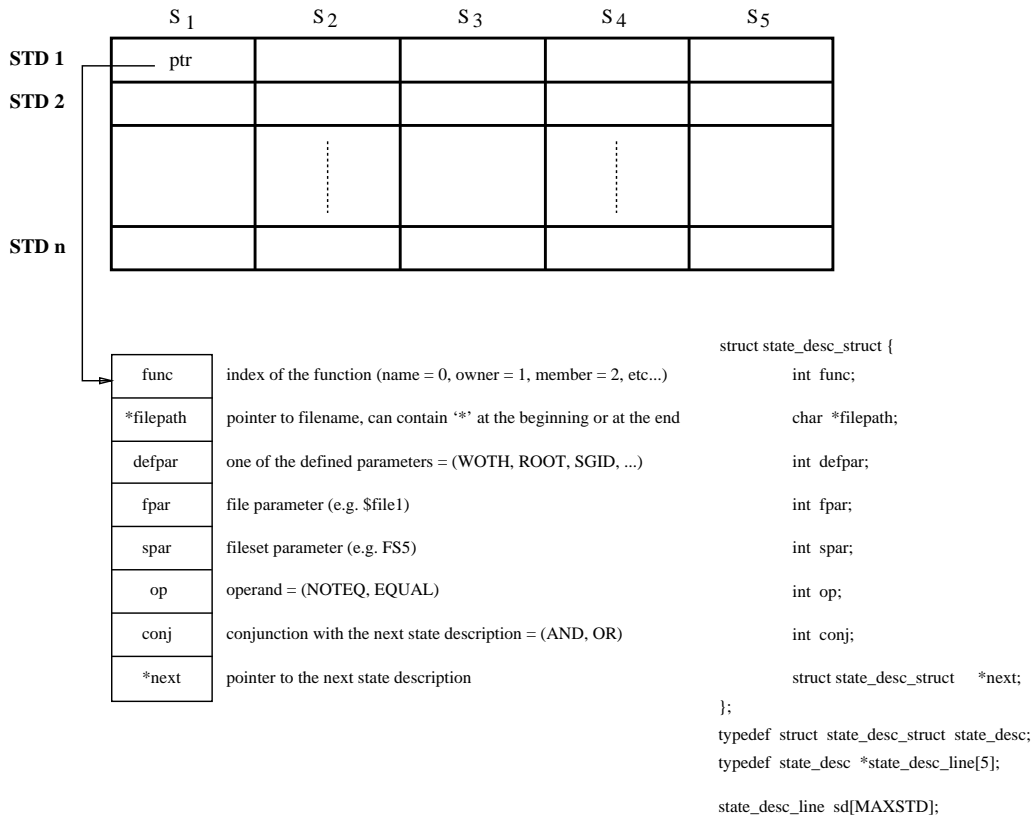 S 1 S 2 S 3 S 4 S 5
STD 1 ptr
STD 2
STD n
struct state_desc_struct {
func index of the function (name = 0, owner = 1, member = 2, etc...) int func;
*filepath pointer to filename, can contain ‘*’ at the beginning or at the end char *filepath;
defpar one of the defined parameters = (WOTH, ROOT, SGID, ...) int defpar;
fpar file parameter (e.g. $file1) int fpar;
spar fileset parameter (e.g. FS5) int spar;
op operand = (NOTEQ, EQUAL) int op;
conj conjunction with the next state description = (AND, OR) int conj;
*next pointer to the next state description struct state_desc_struct *next;
};
typedef struct state_desc_struct state_desc;
typedef state_desc *state_desc_line[5];
state_desc_line sd[MAXSTD];